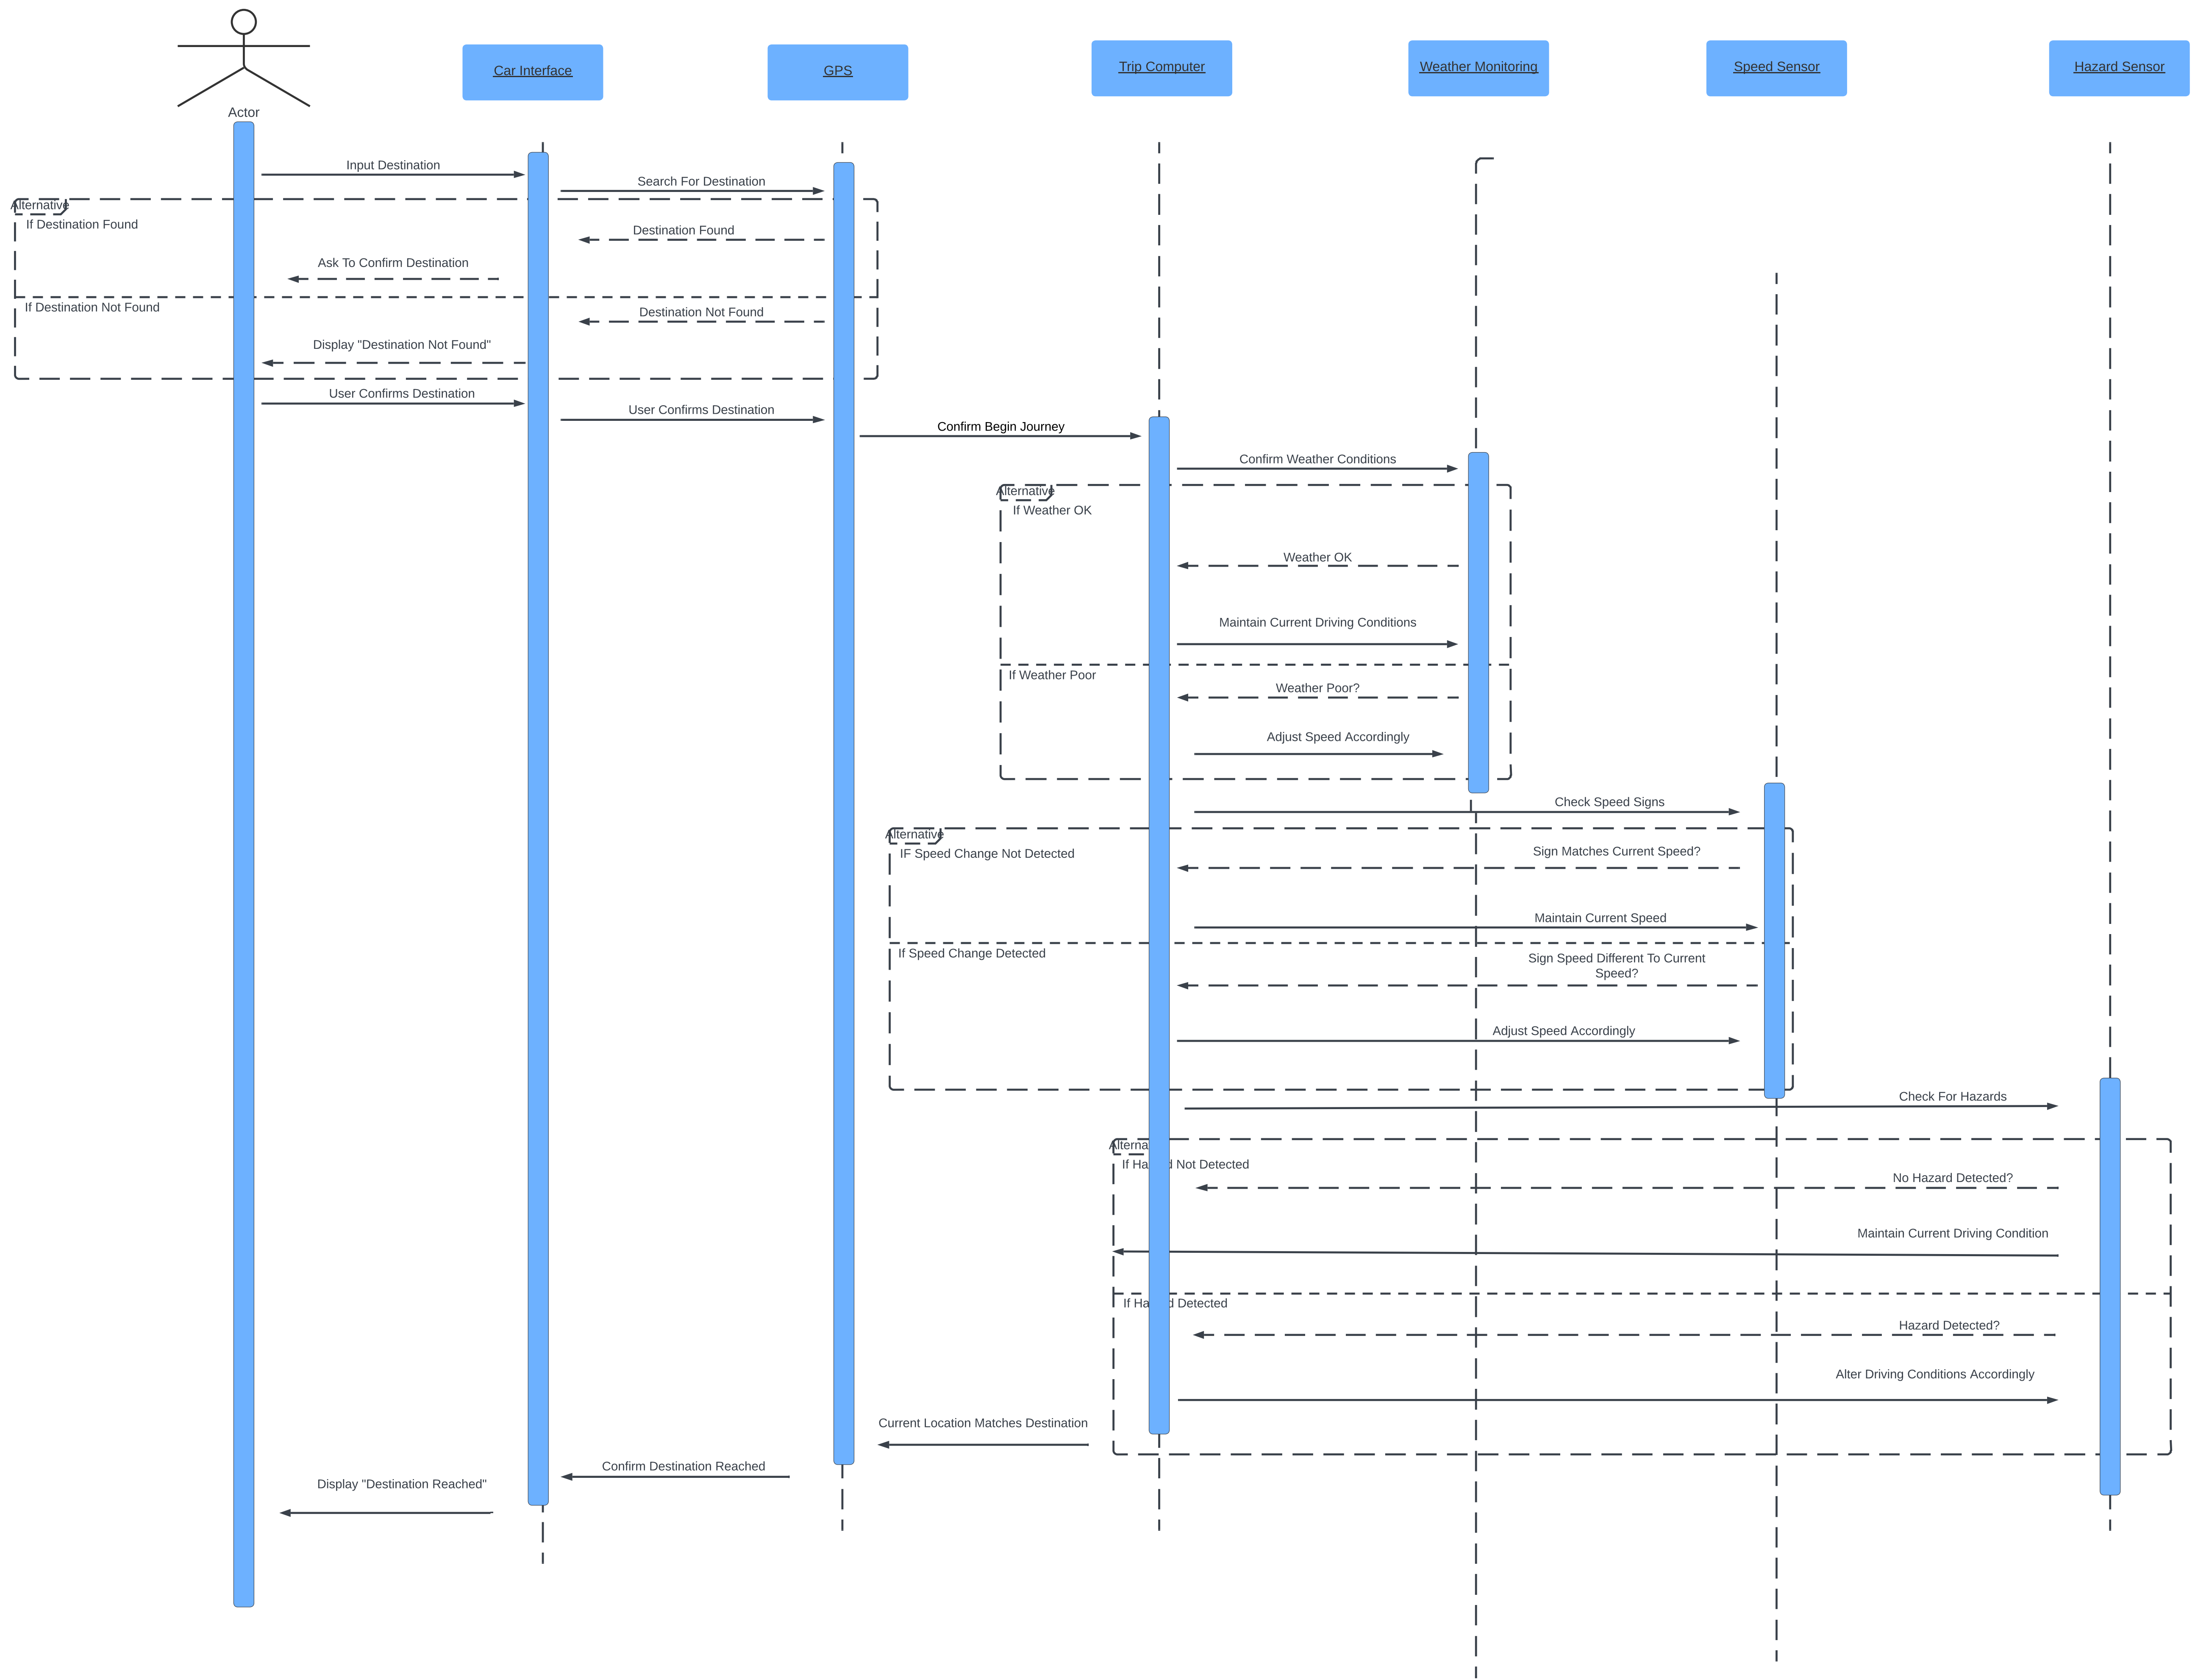 Actor
Car Interface
GPS
Trip Computer
Weather Monitoring
Speed Sensor
Hazard Sensor
Input Destination
Search For Destination
Alternative
If Destination Found
Destination Found
Ask To Confirm Destination
If Destination Not Found
Destination Not Found
Display "Destination Not Found"
User Confirms Destination
User Confirms Destination
Confirm Begin Journey
Confirm Weather Conditions
Alternative
If Weather OK
Weather OK
Maintain Current Driving Conditions
If Weather Poor
Weather Poor?
Adjust Speed Accordingly
Check Speed Signs
Alternative
IF Speed Change Not Detected
Sign Matches Current Speed?
Maintain Current Speed
If Speed Change Detected
Sign Speed Different To Current
Speed?
Adjust Speed Accordingly
Check For Hazards
If Not Detected
No Hazard Detected?
Maintain Current Driving Condition
If Detected
Hazard Detected?
Alter Driving Conditions Accordingly
Current Location Matches Destination
Confirm Destination Reached
Display "Destination Reached"